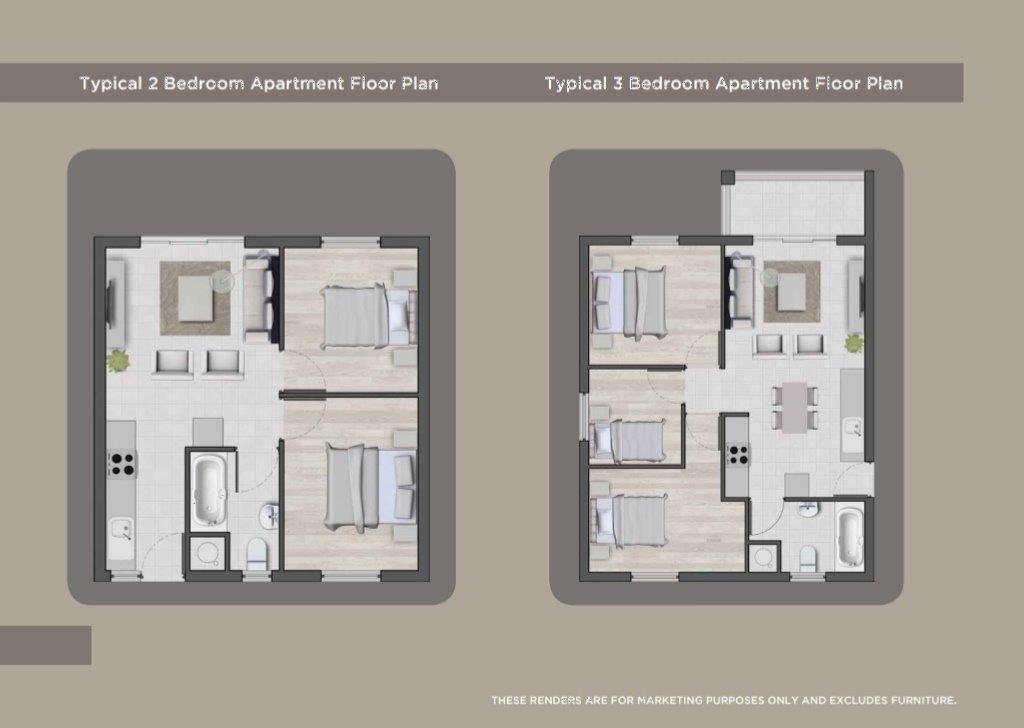 Typical 2 Bedroom Apartment Floor Plan
Typical 3 Bedroom Apartment Floor Plan
THESE RENDERS ARE FOR MARKETING PURPOSES ONLY AND EXCLUDES FURNITURE.